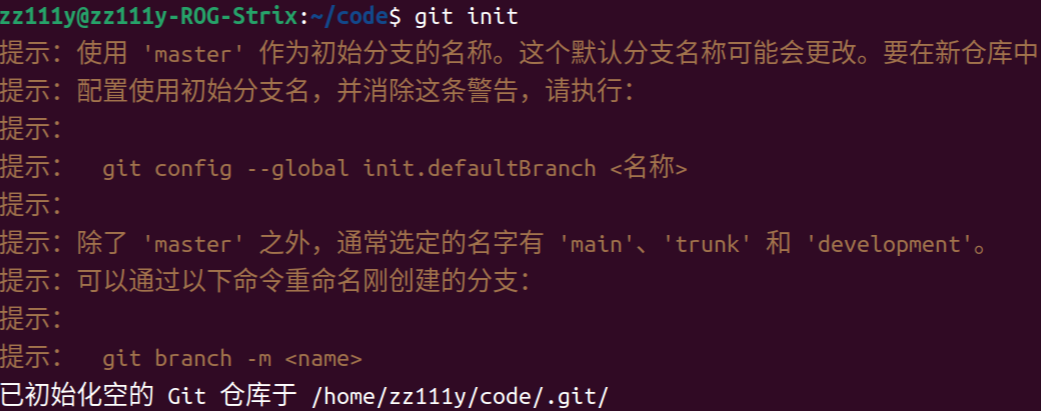 zz111y@zz111y-ROG-Strix:~/code$ git init
提示：使用 'master' 作为初始分支的名称。这个默认分支名称可能会更改。要在新仓库中
提示：配置使用初始分支名，并消除这条警告，请执行：
提示：
提示：  git config --global init.defaultBranch <名称>
提示：
提示：除了 'master' 之外，通常选定的名字有 'main'、'trunk' 和 'development'。
提示：可以通过以下命令重命名刚创建的分支：
提示：
提示：  git branch -m <name>
已初始化空的 Git 仓库于 /home/zz111y/code/.git/